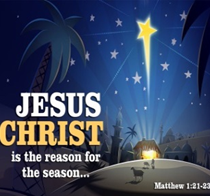 JESUS
CHRIST
is the reason for
the season...
Matthew 1:21-23